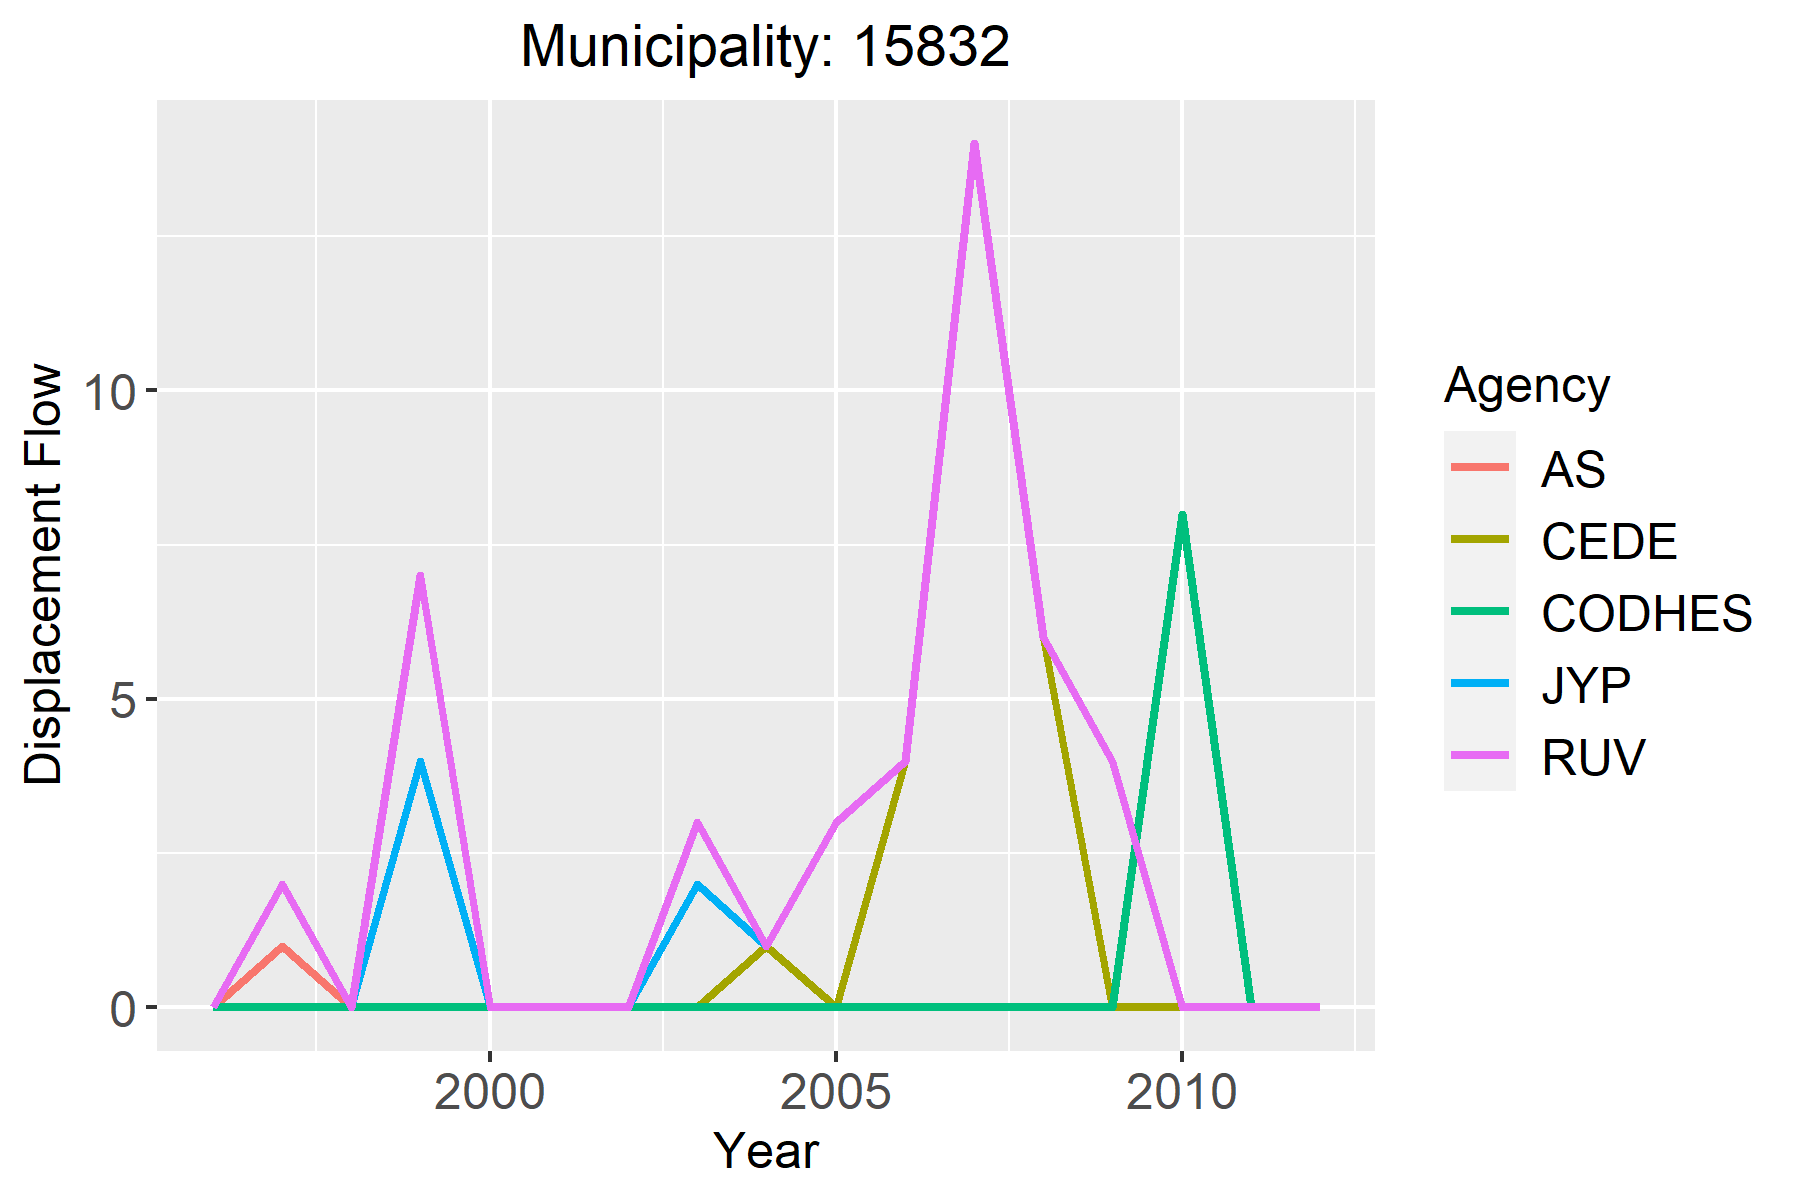 Municipality: 15832
Displacement Flow
10
5
0
2000 2005 2010
Year
Agency
AS
CEDE
CODHES
JYP
RUV